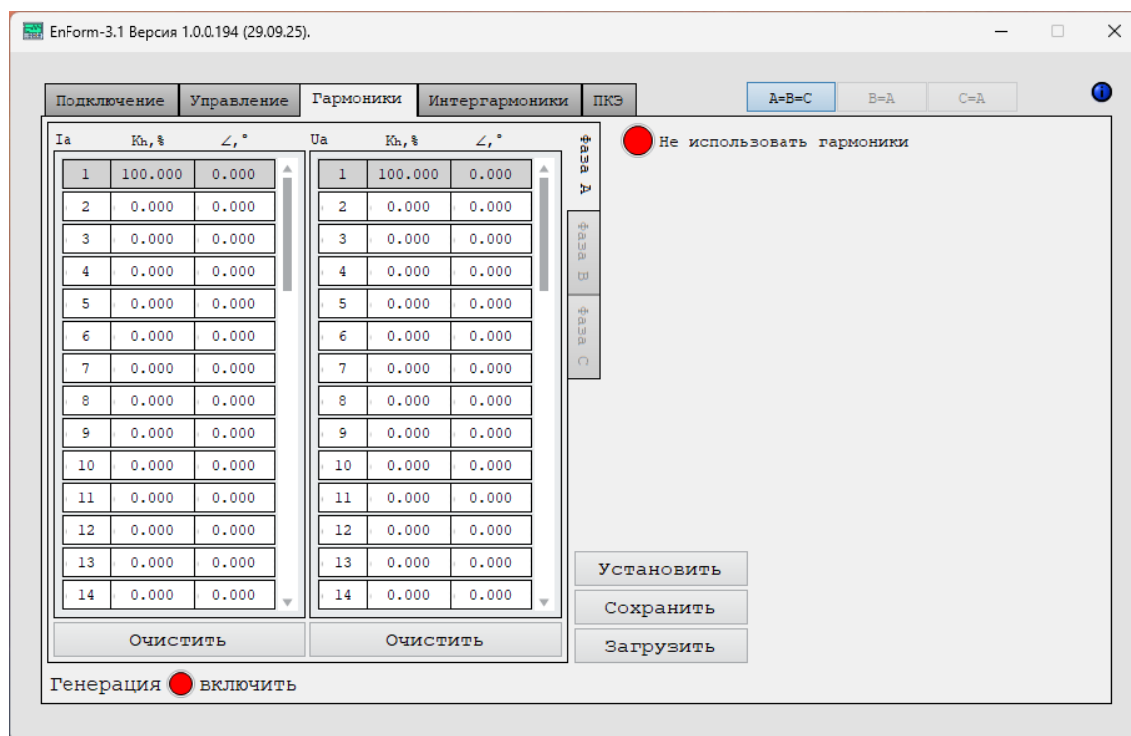 EnForm-3.1 Версия 1.0.0.194 (29.09.25).
Подключение Управление Гармоники Интергармоники ПКЭ A=B=C B=A C=A
Ia Kh,% ∠,° Ua Kh,% ∠,°
Не использовать гармоники
1 100.000 0.000 1 100.000 0.000
2 0.000 0.000 2 0.000 0.000
3 0.000 0.000 3 0.000 0.000
4 0.000 0.000 4 0.000 0.000
5 0.000 0.000 5 0.000 0.000
6 0.000 0.000 6 0.000 0.000
7 0.000 0.000 7 0.000 0.000
8 0.000 0.000 8 0.000 0.000
9 0.000 0.000 9 0.000 0.000
10 0.000 0.000 10 0.000 0.000
11 0.000 0.000 11 0.000 0.000
12 0.000 0.000 12 0.000 0.000
13 0.000 0.000 13 0.000 0.000
14 0.000 0.000 14 0.000 0.000
Очистить Очистить
Фаза A
Фаза B
Фаза C
Установить
Сохранить
Загрузить
Генерация включить